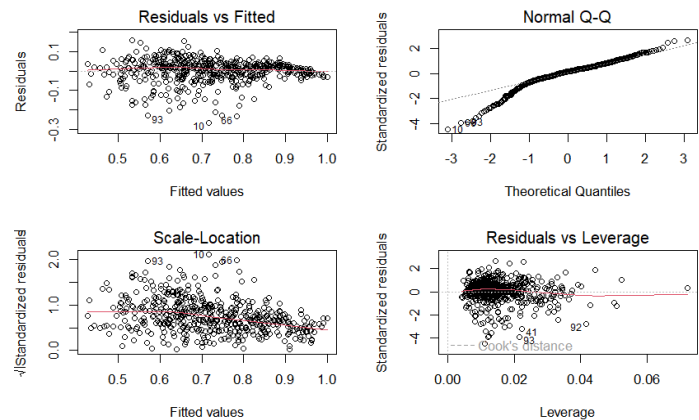 Residuals vs Fitted
Residuals
0.1
-0.1
-0.3
93
10
66
0.5 0.6 0.7 0.8 0.9 1.0
Fitted values
Normal Q-Q
Standardized residuals
2
0
-2
-4
10
93
-3 -2 -1 0 1 2 3
Theoretical Quantiles
Scale-Location
√|Standardized residuals|
2.0
1.0
0.0
93
10
66
0.5 0.6 0.7 0.8 0.9 1.0
Fitted values
Residuals vs Leverage
Standardized residuals
2
0
-2
-4
41
93
92
Cook's distance
0.00 0.02 0.04 0.06
Leverage